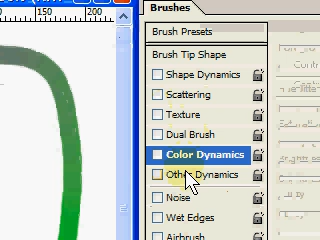 Brushes
150
200
Brush Presets
Brush Tip Shape
Shape Dynamics
Scattering
Texture
Dual Brush
Color Dynamics
Other Dynamics
Noise
Wet Edges
Airbrush